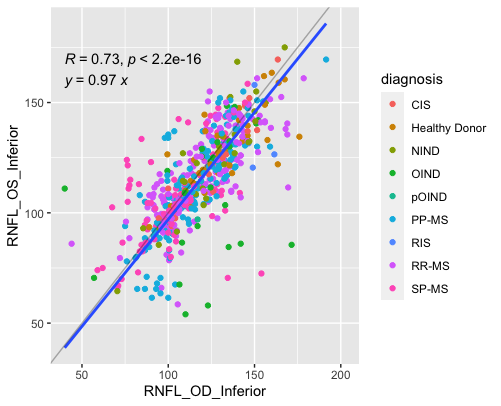 R = 0.73, p < 2.2e-16
y = 0.97 x
150
100
50
RNFL_OS_Inferior
50 100 150 200
RNFL_OD_Inferior
diagnosis
CIS
Healthy Donor
NIND
OIND
pOIND
PP-MS
RIS
RR-MS
SP-MS